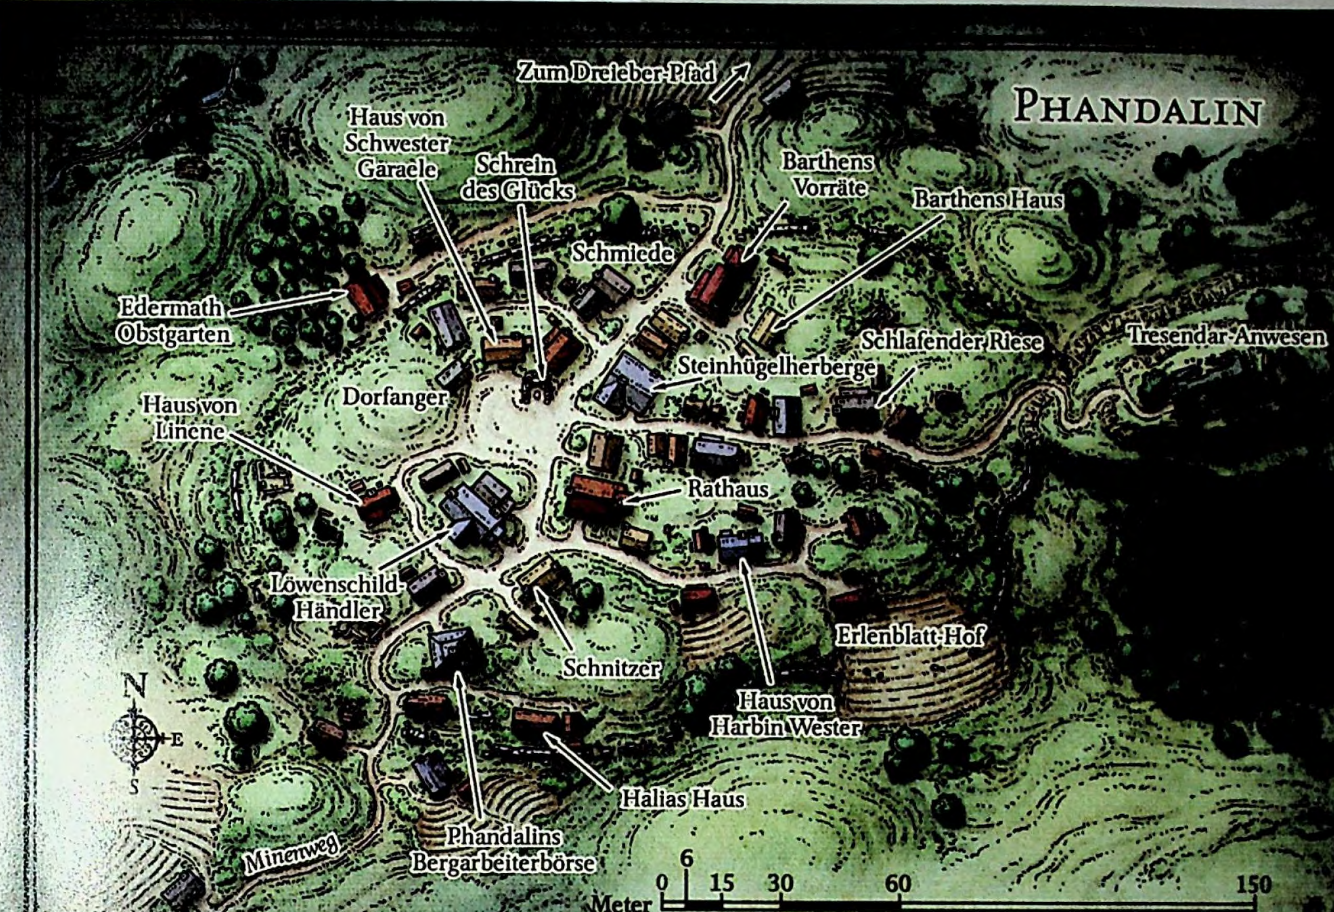 Zum Dreieber-Pfad
PHANDALIN
Haus von
Schwester
Garaele
Schrein
des Glücks
Barthens
Vorräte
Barthens Haus
Schmiede
Edermath
Obstgarten
Schlafender Riese
Tresendar-Anwesen
Steinhügelherberge
Dorfanger
Haus von
Linene
Rathaus
Löwenschild-
Händler
Erlenblatt-Hof
Schnitzer
Haus von
Harbin Wester
N
E
S
Halias Haus
Phandalins
Bergarbeiterbörse
Minenweg
6
0 15 30 60 150
Meter